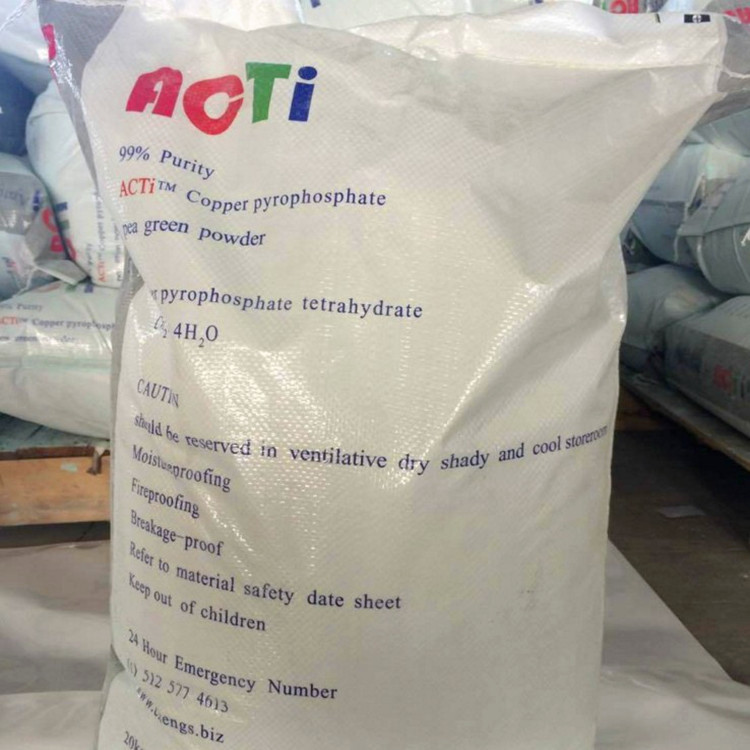 ACTi
99% Purity
ACTi™ Copper pyrophosphate
pea green powder
pyrophosphate tetrahydrate
4H₂O
CAUTIN
should be reserved in ventilative dry shady and cool storeroom
Moistureproofing
Fireproofing
Breakage-proof
Refer to material safety date sheet
Keep out of children
24 Hour Emergency Number
512 577 4613